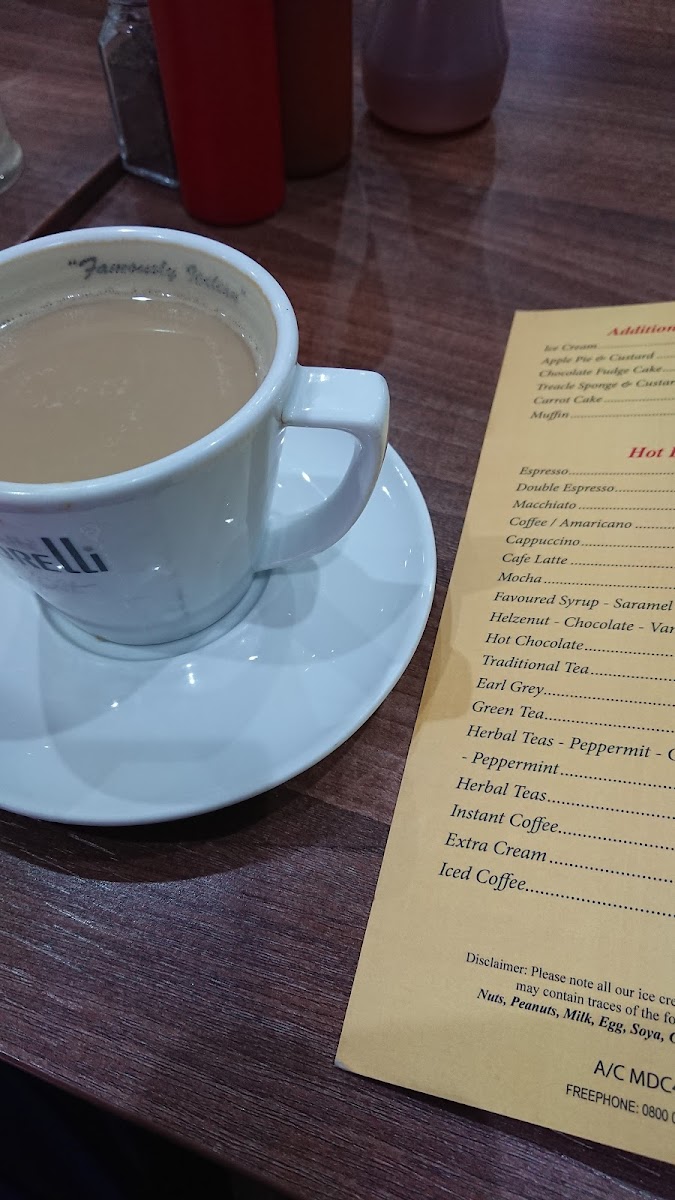 "Famously Italian"
relli
Addition
Ice Cream
Apple Pie & Custard
Chocolate Fudge Cake
Treacle Sponge & Custar
Carrot Cake
Muffin
Hot
Espresso
Double Espresso
Macchiato
Coffee / Amaricano
Cappuccino
Cafe Latte
Mocha
Favoured Syrup - Saramel
Helzenut - Chocolate - Van
Hot Chocolate
Traditional Tea
Earl Grey
Green Tea
Herbal Teas - Peppermit -
- Peppermint
Herbal Teas
Instant Coffee
Extra Cream
Iced Coffee
Disclaimer: Please note all our ice cre
may contain traces of the fo
Nuts, Peanuts, Milk, Egg, Soya,
A/C MDC4
FREEPHONE: 0800